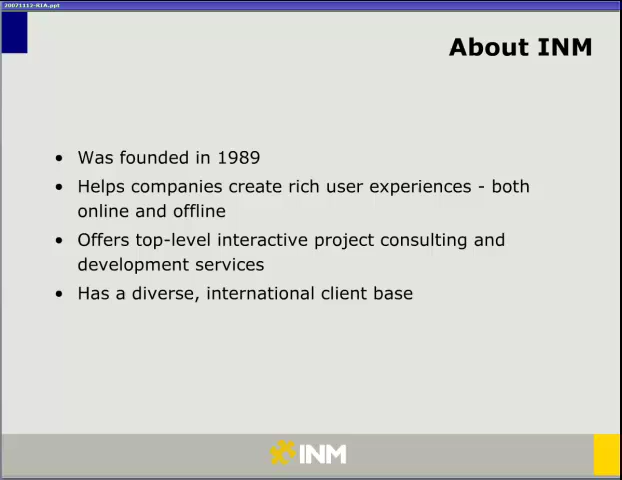 20071112-RIA.ppt
About INM
• Was founded in 1989
• Helps companies create rich user experiences - both
online and offline
• Offers top-level interactive project consulting and
development services
• Has a diverse, international client base
INM